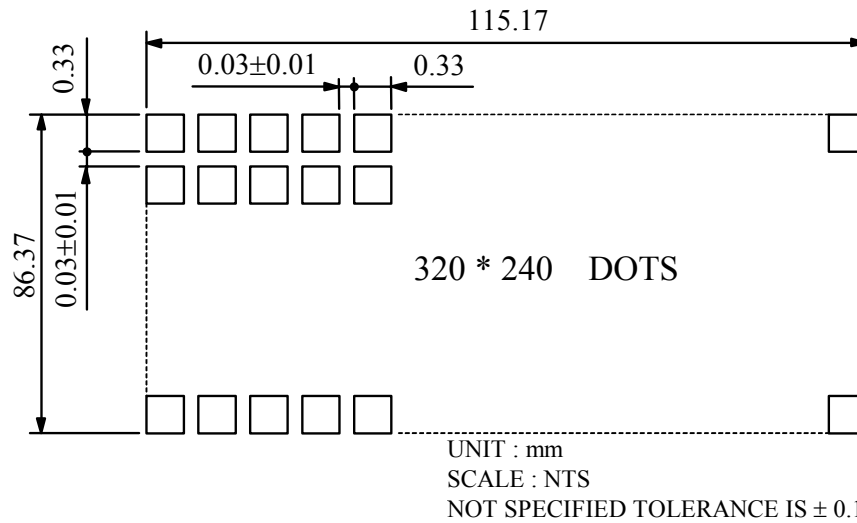 115.17
0.03±0.01
0.33
0.33
0.03±0.01
86.37
320 * 240 DOTS
UNIT : mm
SCALE : NTS
NOT SPECIFIED TOLERANCE IS ± 0.1